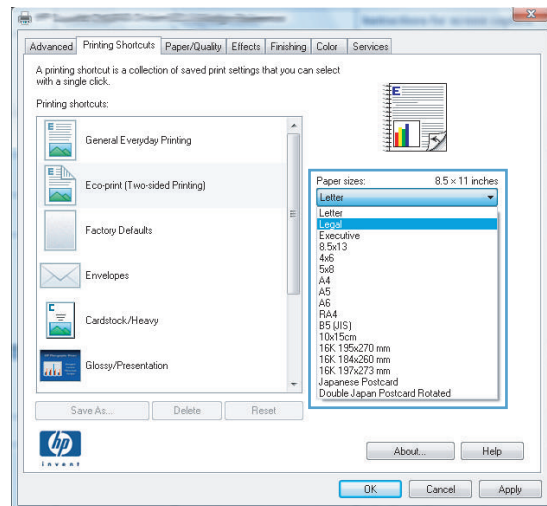 Advanced Printing Shortcuts Paper/Quality Effects Finishing Color Services
A printing shortcut is a collection of saved print settings that you can select
with a single click.
Printing shortcuts:
General Everyday Printing
Eco-print (Two-sided Printing)
Factory Defaults
Envelopes
Cardstock/Heavy
Glossy/Presentation
Save As... Delete Reset
E
Paper sizes: 8.5 × 11 inches
Letter
Letter
Legal
Executive
8.5x13
4x6
5x8
A4
A5
A6
RA4
B5 (JIS)
10x15cm
16K 195x270 mm
16K 184x260 mm
16K 197x273 mm
Japanese Postcard
Double Japan Postcard Rotated
hp
invent
About... Help
OK Cancel Apply